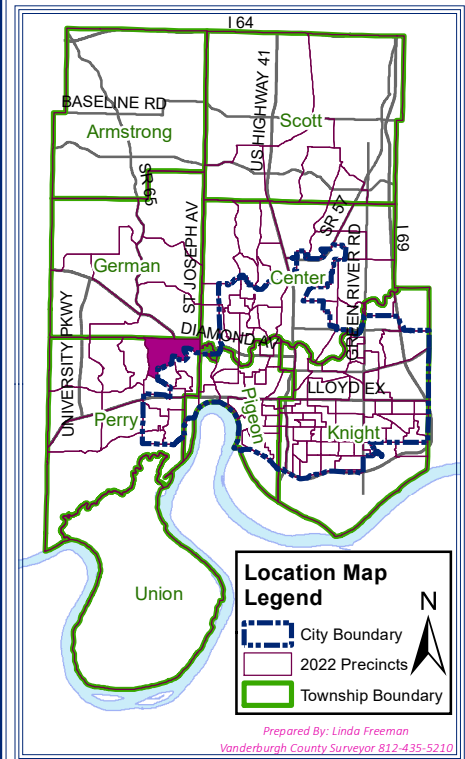 I 64
US HIGHWAY 41
BASELINE RD
Scott
Armstrong
SR 65
ST JOSEPH AV
SR 57
GREEN RIVER RD
I 69
German
Center
UNIVERSITY PKWY
DIAMOND AV
LLOYD EX
Perry
Pigeon
Knight
Union
Location Map
Legend
N
City Boundary
2022 Precincts
Township Boundary
Prepared By: Linda Freeman
Vanderburgh County Surveyor 812-435-5210